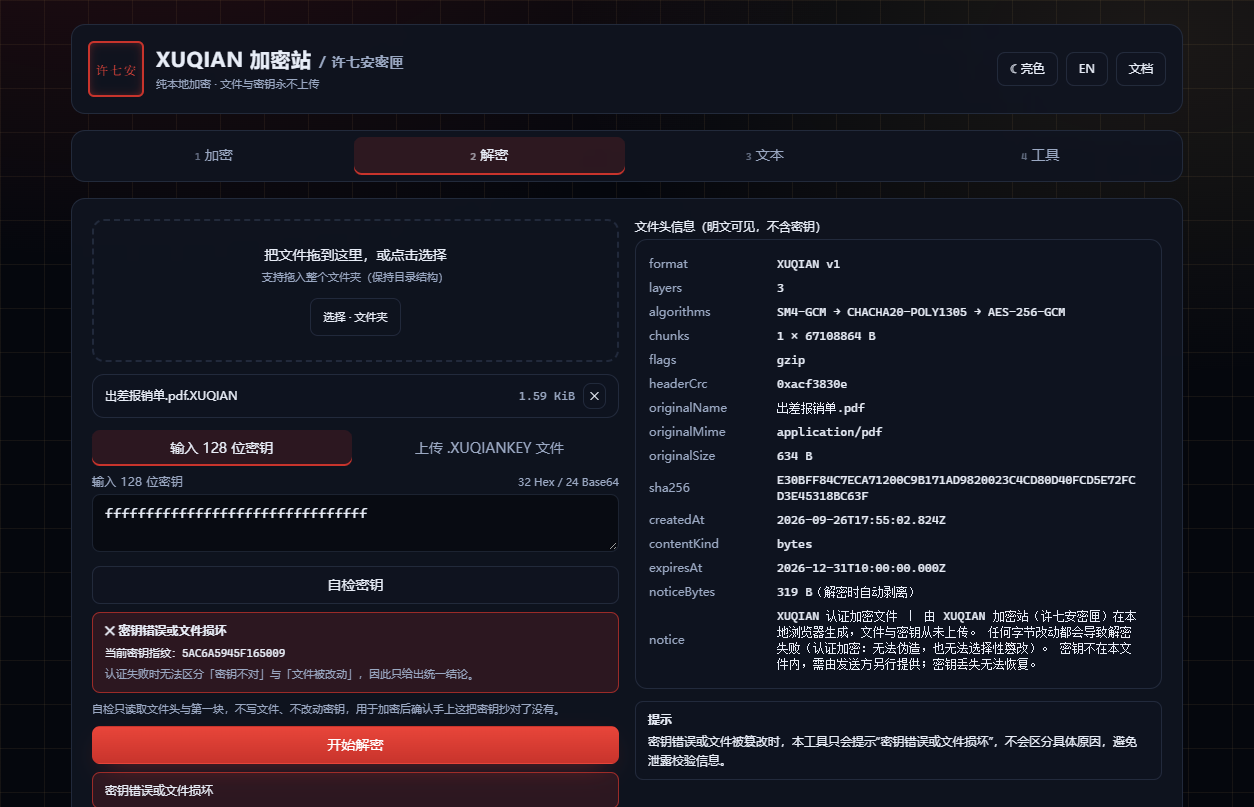 许七安
XUQIAN 加密站 / 许七安密匣
纯本地加密 · 文件与密钥永不上传
☾ 亮色
EN
文档
1 加密
2 解密
3 文本
4 工具
把文件拖到这里，或点击选择
支持拖入整个文件夹（保持目录结构）
选择 · 文件夹
出差报销单.pdf.XUQIAN
1.59 KiB
✕
输入 128 位密钥
上传 .XUQIANKEY 文件
输入 128 位密钥
32 Hex / 24 Base64
ffffffffffffffffffffffffffffffff
自检密钥
✕ 密钥错误或文件损坏
当前密钥指纹：5AC6A5945F165009
认证失败时无法区分「密钥不对」与「文件被改动」，因此只给出统一结论。
自检只读取文件头与第一块，不写文件、不改动密钥，用于加密后确认手上这把密钥抄对了没有。
开始解密
密钥错误或文件损坏
文件头信息（明文可见，不含密钥）
format XUQIAN v1
layers 3
algorithms SM4-GCM → CHACHA20-POLY1305 → AES-256-GCM
chunks 1 × 67108864 B
flags gzip
headerCrc 0xacf3830e
originalName 出差报销单.pdf
originalMime application/pdf
originalSize 634 B
sha256 E30BFF84C7ECA71200C9B171AD9820023C4CD80D40FCD5E72FC
D3E45318BC63F
createdAt 2026-09-26T17:55:02.824Z
contentKind bytes
expiresAt 2026-12-31T10:00:00.000Z
noticeBytes 319 B（解密时自动剥离）
notice XUQIAN 认证加密文件 | 由 XUQIAN 加密站（许七安密匣）在本
地浏览器生成，文件与密钥从未上传。 任何字节改动都会导致解密
失败（认证加密：无法伪造，也无法选择性篡改）。 密钥不在本文
件内，需由发送方另行提供；密钥丢失无法恢复。
提示
密钥错误或文件被篡改时，本工具只会提示“密钥错误或文件损坏”，不会区分具体原因，避免
泄露校验信息。